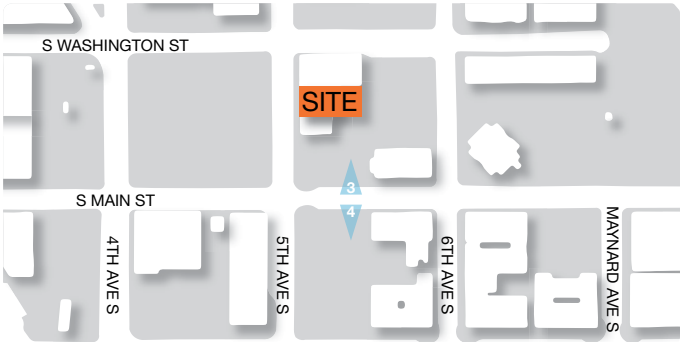 S WASHINGTON ST
SITE
3
S MAIN ST
4
4TH AVE S
5TH AVE S
6TH AVE S
MAYNARD AVE S